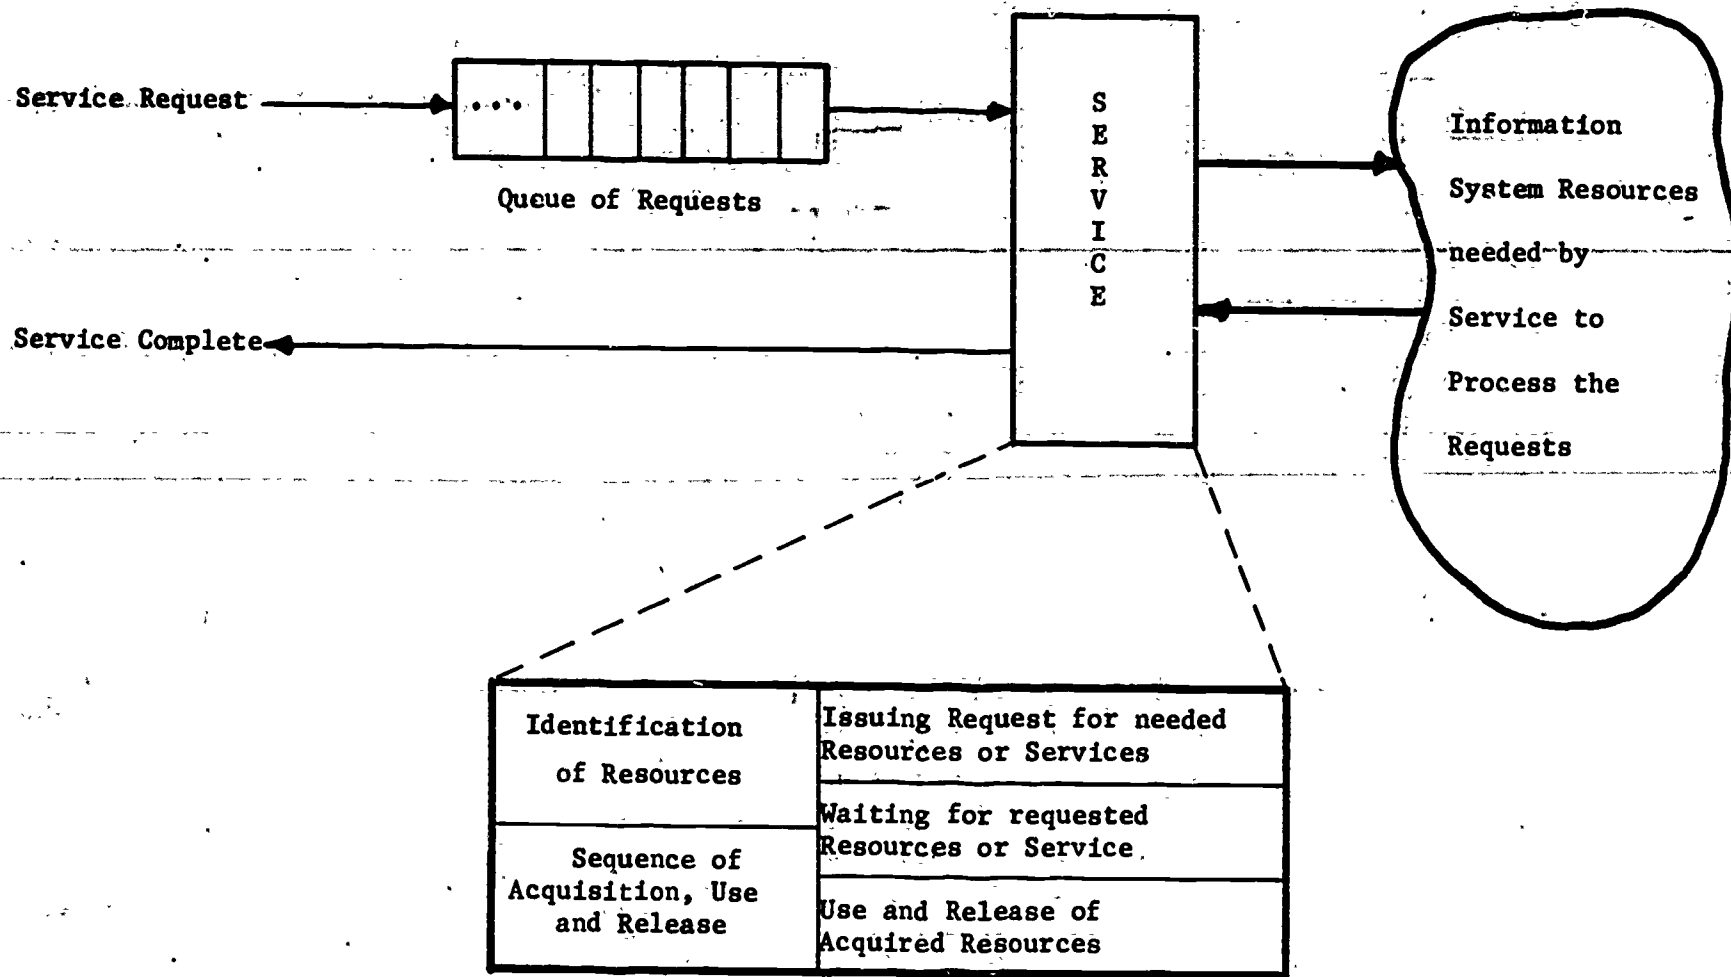 Service Request
• • •
Queue of Requests
Service Complete
S
E
R
V
I
C
E
Information
System Resources
needed by
Service to
Process the
Requests
Identification
of Resources
Sequence of
Acquisition, Use
and Release
Issuing Request for needed
Resources or Services
Waiting for requested
Resources or Service
Use and Release of
Acquired Resources